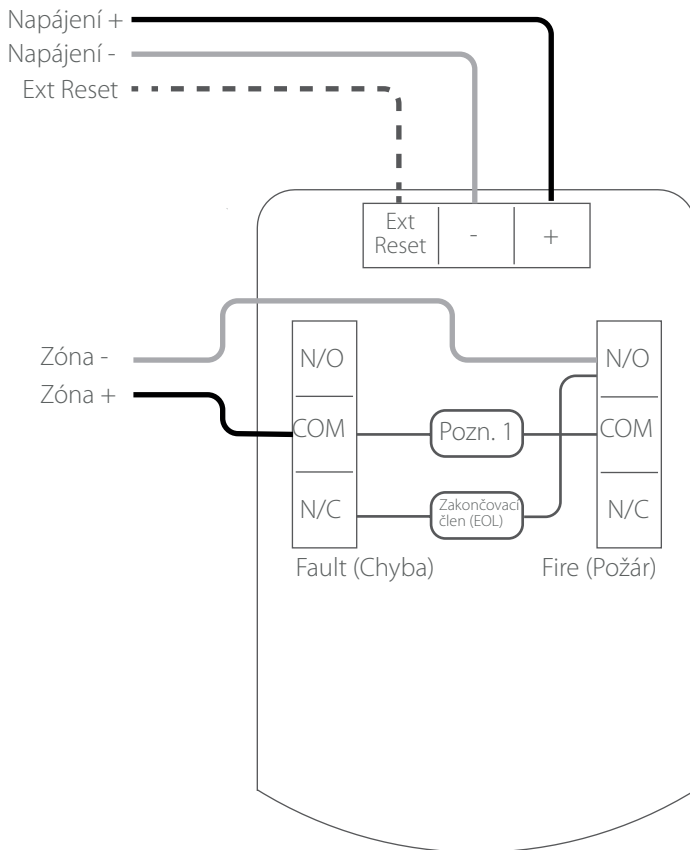 Napájení +
Napájení -
Ext Reset
Ext
Reset
-
+
Zóna -
Zóna +
N/O
COM
N/C
Pozn. 1
Zakončovací
člen (EOL)
N/O
COM
N/C
Fault (Chyba)
Fire (Požár)